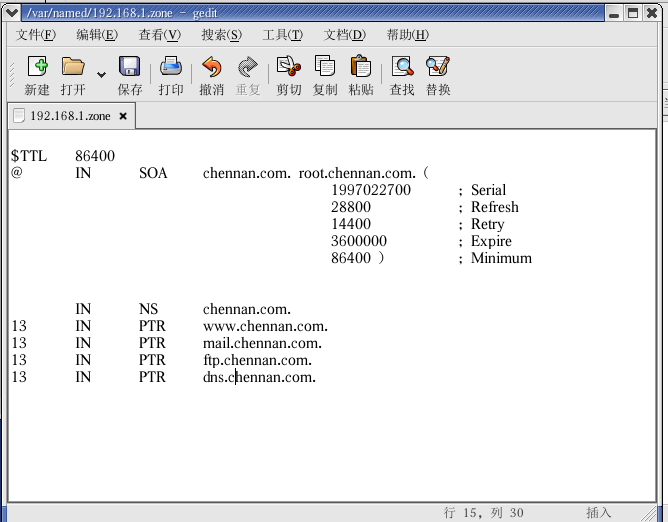 /var/named/192.168.1.zone - gedit
文件(F) 编辑(E) 查看(V) 搜索(S) 工具(T) 文档(D) 帮助(H)
新建 打开 保存 打印 撤消 重复 剪切 复制 粘贴 查找 替换
192.168.1.zone
$TTL 86400
@ IN SOA chennan.com. root.chennan.com. (
1997022700 ; Serial
28800 ; Refresh
14400 ; Retry
3600000 ; Expire
86400 ) ; Minimum
IN NS chennan.com.
13 IN PTR www.chennan.com.
13 IN PTR mail.chennan.com.
13 IN PTR ftp.chennan.com.
13 IN PTR dns.chennan.com.
行 15, 列 30 插入